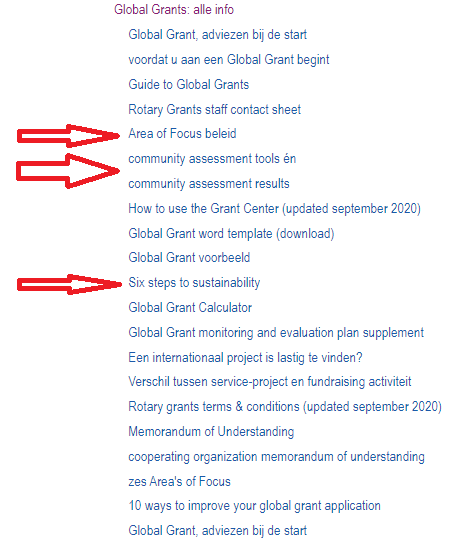 Global Grants: alle info
Global Grant, adviezen bij de start
voordat u aan een Global Grant begint
Guide to Global Grants
Rotary Grants staff contact sheet
Area of Focus beleid
community assessment tools én
community assessment results
How to use the Grant Center (updated september 2020)
Global Grant word template (download)
Global Grant voorbeeld
Six steps to sustainability
Global Grant Calculator
Global Grant monitoring and evaluation plan supplement
Een internationaal project is lastig te vinden?
Verschil tussen service-project en fundraising activiteit
Rotary grants terms & conditions (updated september 2020)
Memorandum of Understanding
cooperating organization memorandum of understanding
zes Area's of Focus
10 ways to improve your global grant application
Global Grant, adviezen bij de start